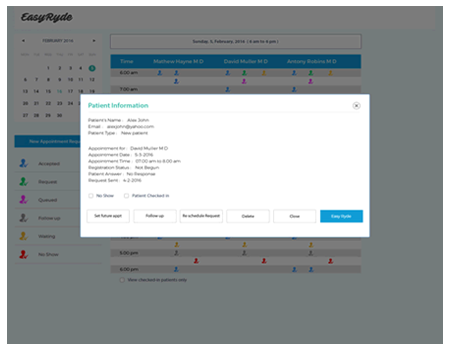 EasyRyde
FEBRUARY 2016
Sunday, 5, February, 2016 ( 6 am to 6 pm )
Time Mathew Hayne M D David Muller M D Antony Robins M D
6.00 am
7.00 am
1 2 3 4 5
6 7 8 9 10 11 12
13 14 15 16 17 18 19
20 21 22 23 24 25 26
27 28 29 30
New Appointment
Accepted
Request
Queued
Follow-up
Waiting
No Show
Patient Information
Patient's Name : Alex John
Email : alexjohn@yahoo.com
Patient Type : New patient
Appointment for : David Muller M D
Appointment Date : 5-5-2016
Appointment Time : 07.00 am to 8.00 am
Registration Status : Not Begun
Patient Answer : No Response
Request Sent : 4-2-2016
No Show Patient Checked in
Set future appt Follow-up Re schedule Request Delete Close Easy Ryde
5.00 pm
6.00 pm
View checked in patients only